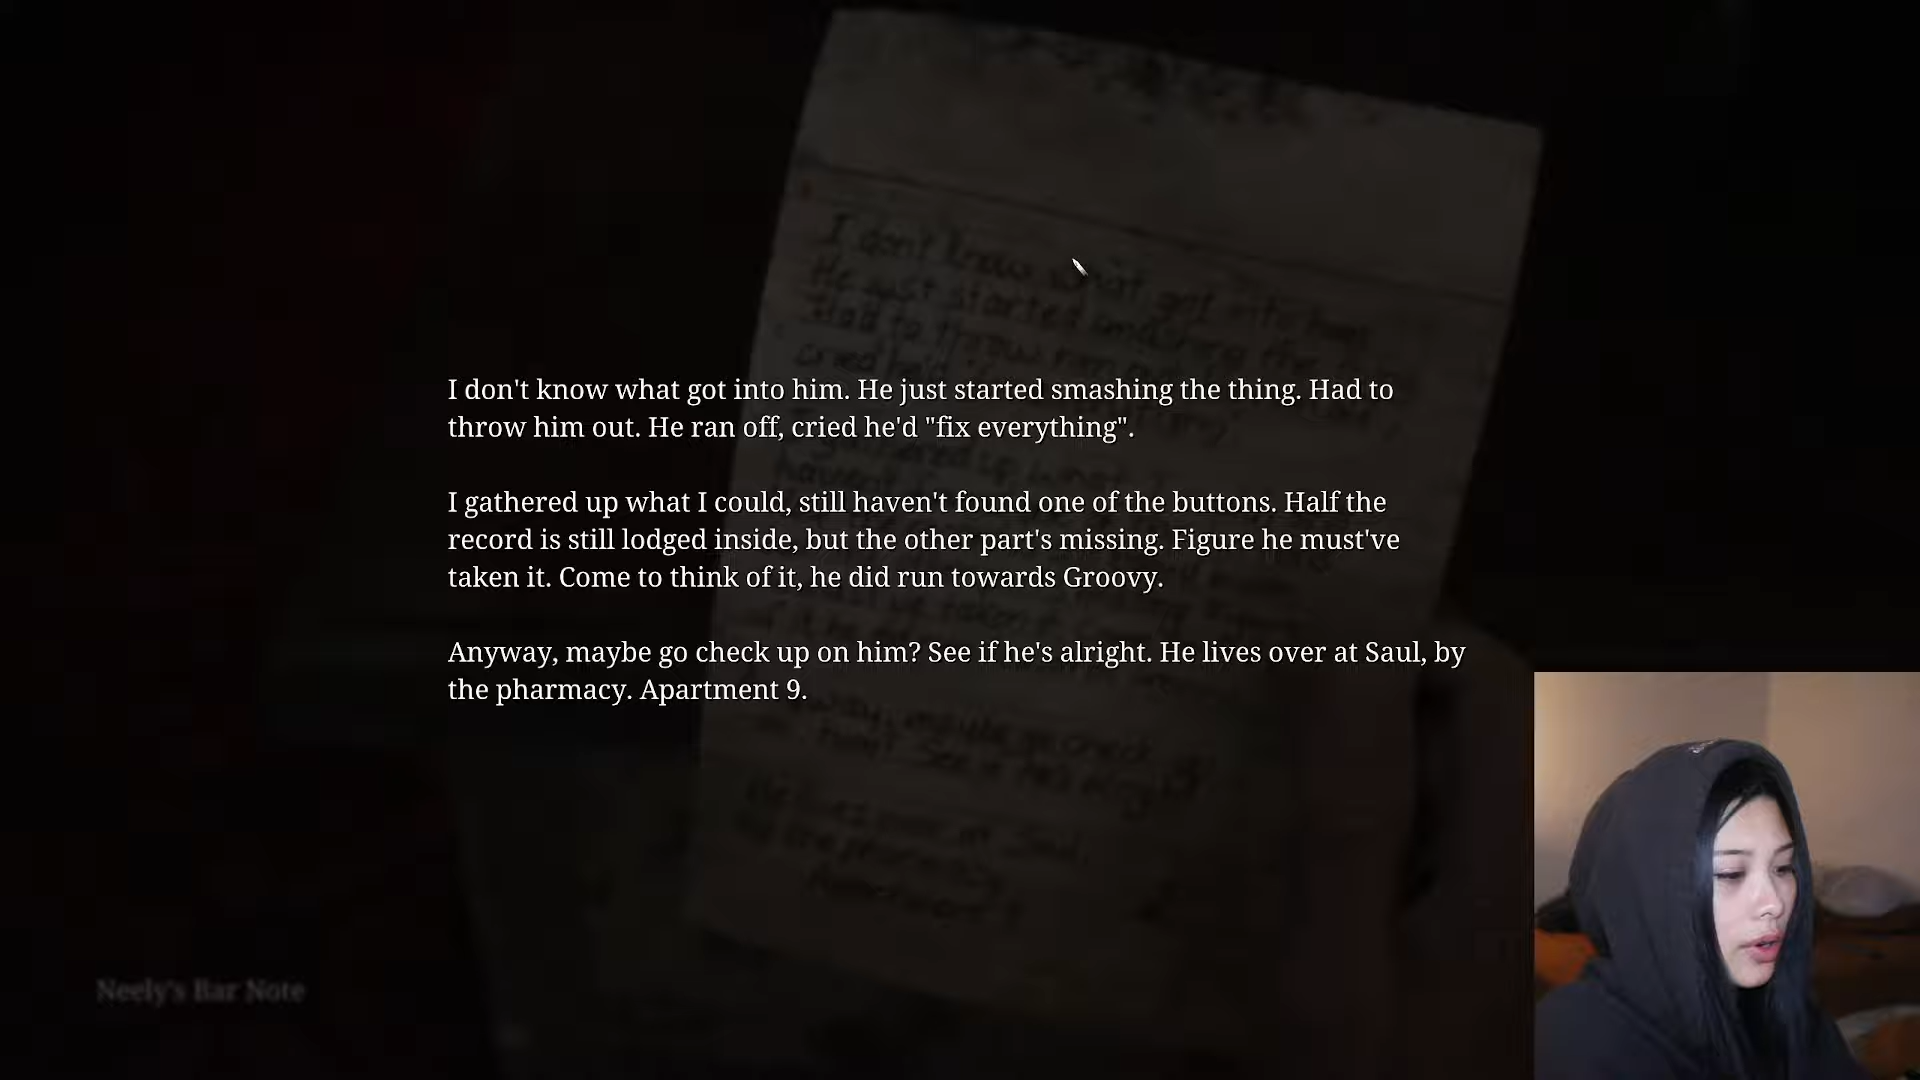 I don't know what got into him. He just started smashing the thing. Had to
throw him out. He ran off, cried he'd "fix everything".
I gathered up what I could, still haven't found one of the buttons. Half the
record is still lodged inside, but the other part's missing. Figure he must've
taken it. Come to think of it, he did run towards Groovy.
Anyway, maybe go check up on him? See if he's alright. He lives over at Saul, by
the pharmacy. Apartment 9.
Neely's Bar Note